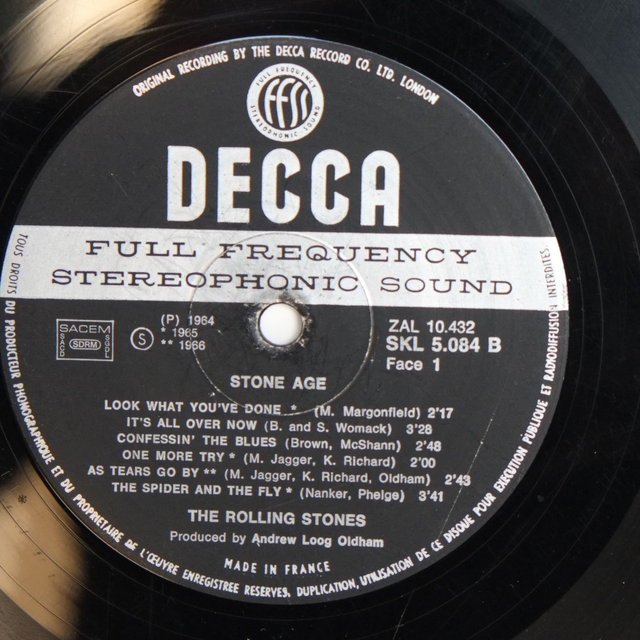 ORIGINAL RECORDING BY THE DECCA RECCORD CO. LTD. LONDON
FULL FREQUENCY
ffss
STEREOPHONIC SOUND
DECCA
FULL FREQUENCY
STEREOPHONIC SOUND
(P) 1964
* 1965
** 1966
SACEM
SACD SDRM SGDL
S
ZAL 10.432
SKL 5.084 B
Face 1
STONE AGE
LOOK WHAT YOU'VE DONE * (M. Margonfield) 2'17
IT'S ALL OVER NOW (B. and S. Womack) 3'28
CONFESSIN' THE BLUES (Brown, McShann) 2'48
ONE MORE TRY * (M. Jagger, K. Richard) 2'00
AS TEARS GO BY ** (M. Jagger, K. Richard, Oldham) 2'43
THE SPIDER AND THE FLY * (Nanker, Phelge) 3'41
THE ROLLING STONES
Produced by Andrew Loog Oldham
MADE IN FRANCE
TOUS DROITS DU PRODUCTEUR PHONOGRAPHIQUE ET DU PROPRIETAIRE DE L'ŒUVRE ENREGISTREE RESERVES. DUPLICATION, UTILISATION DE CE DISQUE POUR EXECUTION PUBLIQUE ET RADIODIFFUSION INTERDITES